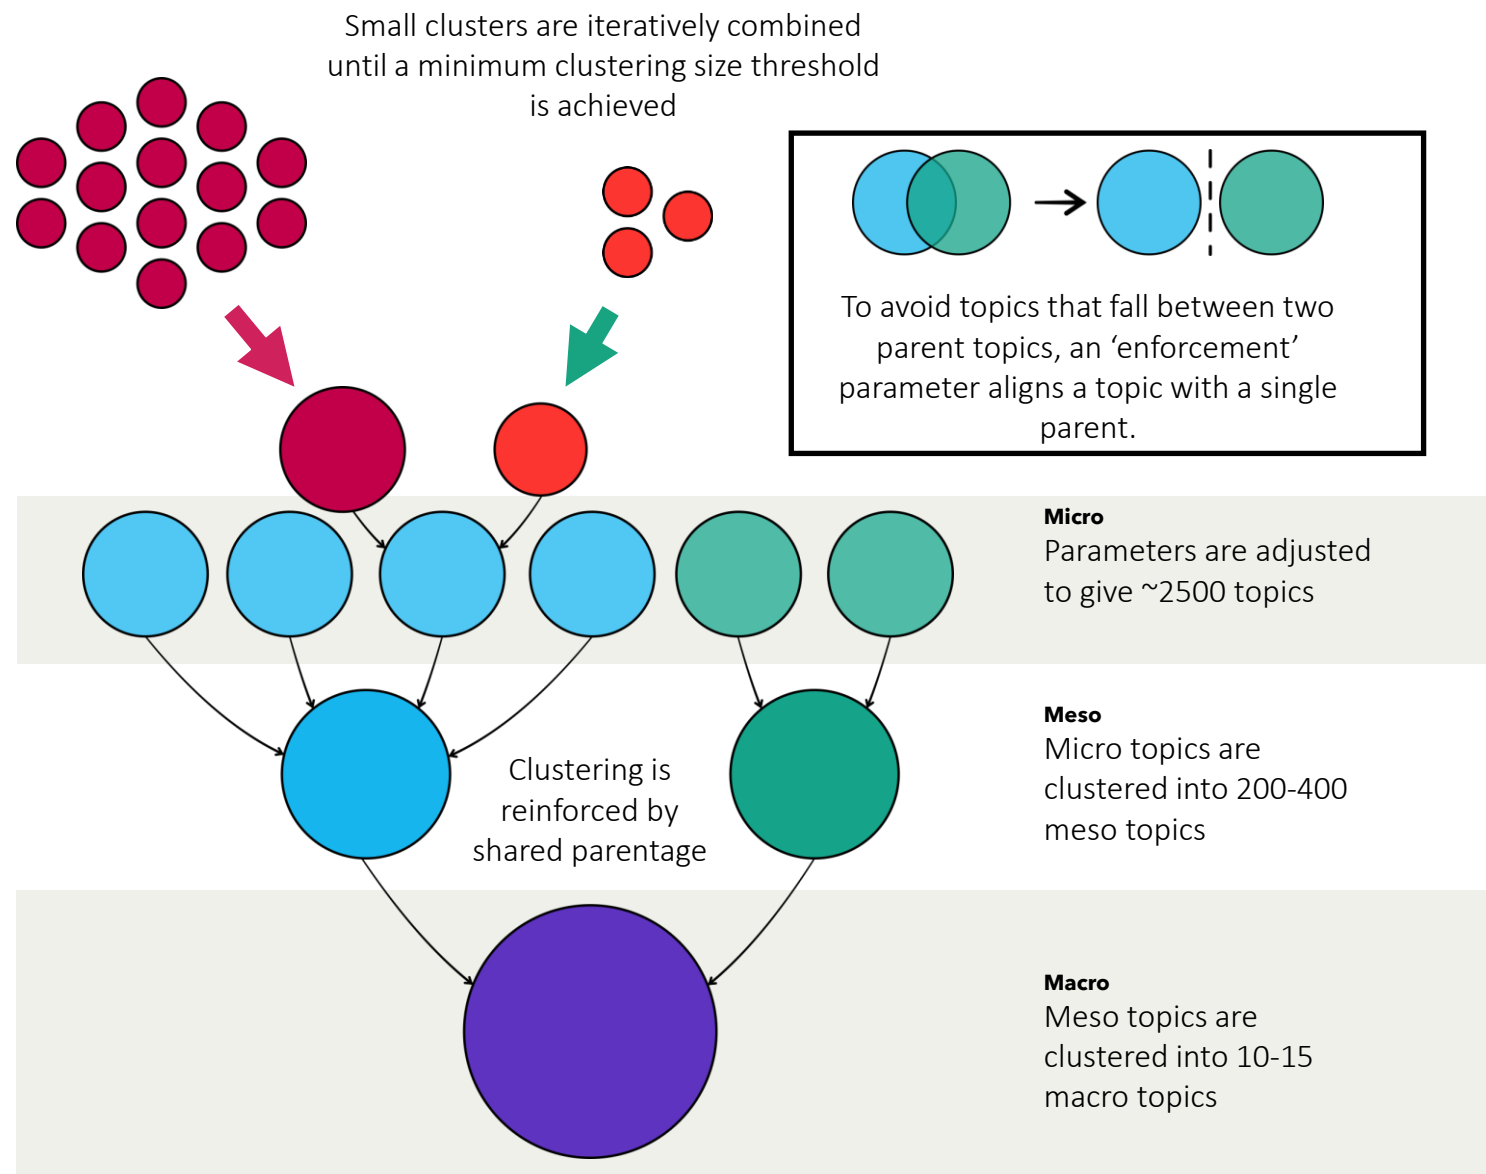 Small clusters are iteratively combined
until a minimum clustering size threshold
is achieved
To avoid topics that fall between two
parent topics, an ‘enforcement’
parameter aligns a topic with a single
parent.
Micro
Parameters are adjusted
to give ~2500 topics
Meso
Micro topics are
clustered into 200-400
meso topics
Clustering is
reinforced by
shared parentage
Macro
Meso topics are
clustered into 10-15
macro topics